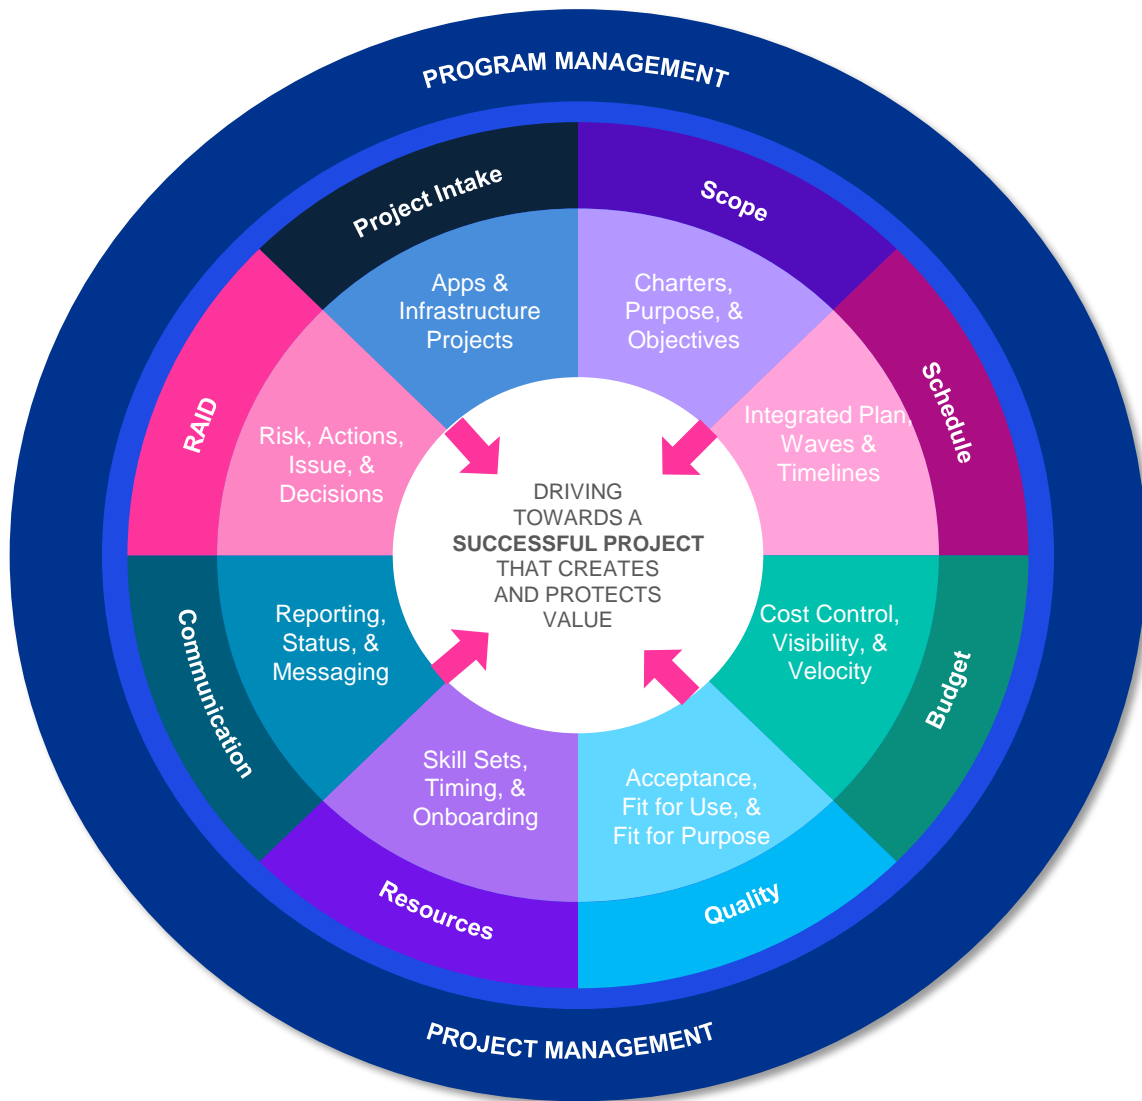 PROGRAM MANAGEMENT
Project Intake
Apps &
Infrastructure
Projects
Scope
Charters,
Purpose, &
Objectives
Schedule
Integrated Plan,
Waves &
Timelines
Budget
Cost Control,
Visibility, &
Velocity
Quality
Acceptance,
Fit for Use, &
Fit for Purpose
Resources
Skill Sets,
Timing, &
Onboarding
Communication
Reporting,
Status, &
Messaging
RAID
Risk, Actions,
Issue, &
Decisions
DRIVING
TOWARDS A
SUCCESSFUL PROJECT
THAT CREATES
AND PROTECTS
VALUE
PROJECT MANAGEMENT